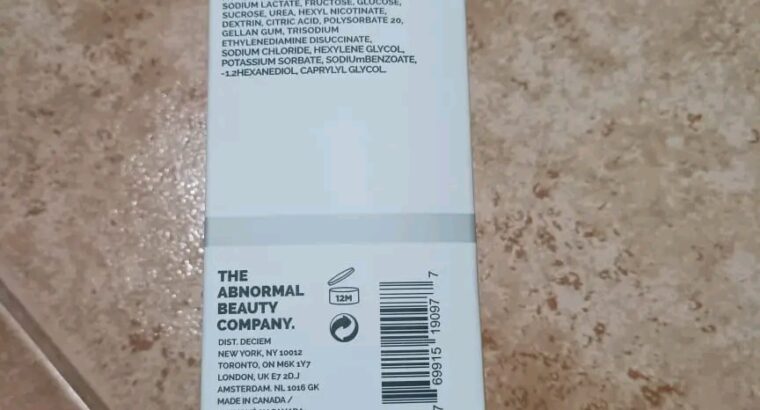 SODIUM LACTATE, FRUCTOSE, GLUCOSE,
SUCROSE, UREA, HEXYL NICOTINATE,
DEXTRIN, CITRIC ACID, POLYSORBATE 20,
GELLAN GUM, TRISODIUM
ETHYLENEDIAMINE DISUCCINATE,
SODIUM CHLORIDE, HEXYLENE GLYCOL,
POTASSIUM SORBATE, SODIUmBENZOATE,
-1.2HEXANEDIOL, CAPRYLYL GLYCOL.
THE
ABNORMAL
BEAUTY
COMPANY.
12M
DIST. DECIEM
NEW YORK, NY 10012
TORONTO, ON M6K 1Y7
LONDON, UK E7 2DJ
AMSTERDAM. NL 1016 GK
MADE IN CANADA /
7 69915 19097 7